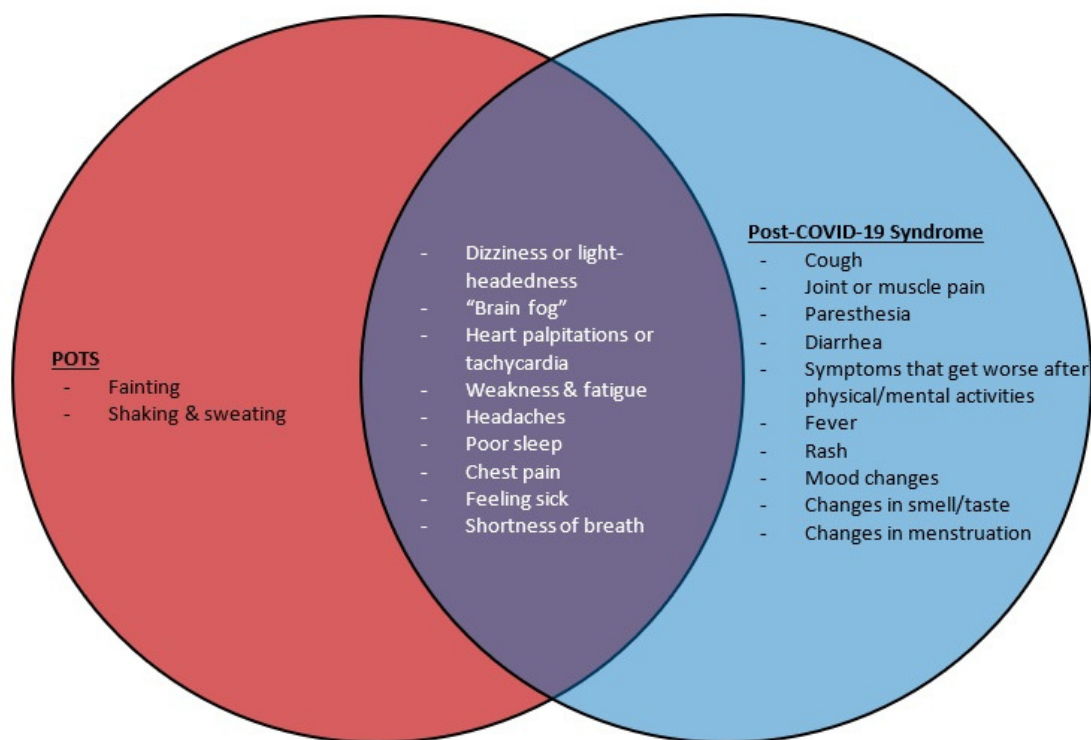 POTS
- Fainting
- Shaking & sweating
- Dizziness or light-
headedness
- “Brain fog”
- Heart palpitations or
tachycardia
- Weakness & fatigue
- Headaches
- Poor sleep
- Chest pain
- Feeling sick
- Shortness of breath
Post-COVID-19 Syndrome
- Cough
- Joint or muscle pain
- Paresthesia
- Diarrhea
- Symptoms that get worse after
physical/mental activities
- Fever
- Rash
- Mood changes
- Changes in smell/taste
- Changes in menstruation